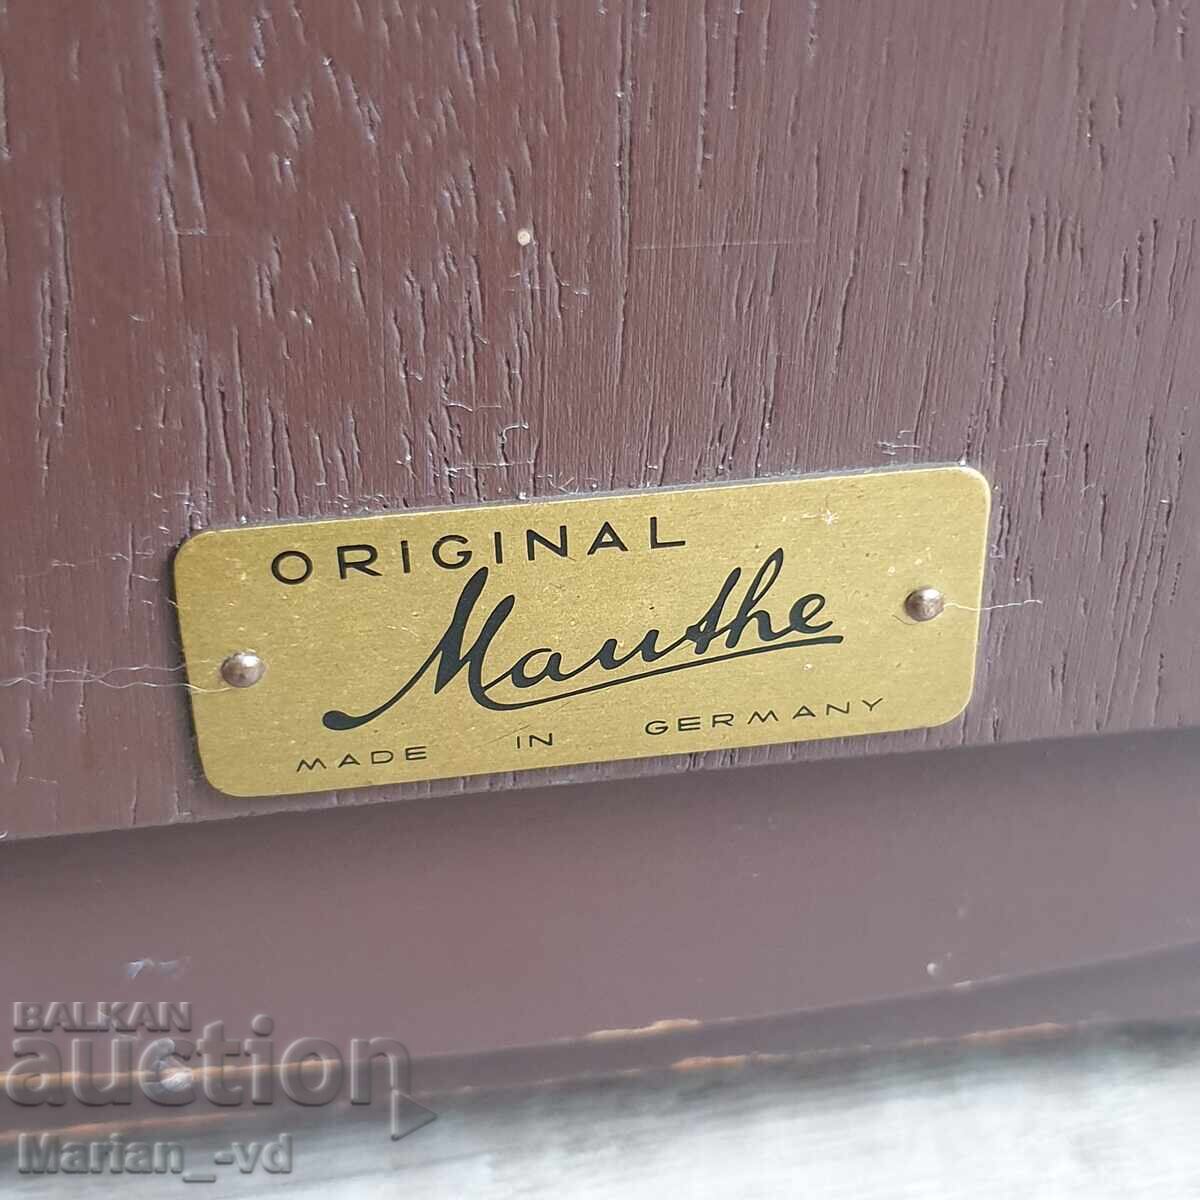 ORIGINAL
Mauthe
MADE IN GERMANY
BALKAN
auction
Marian_-vd